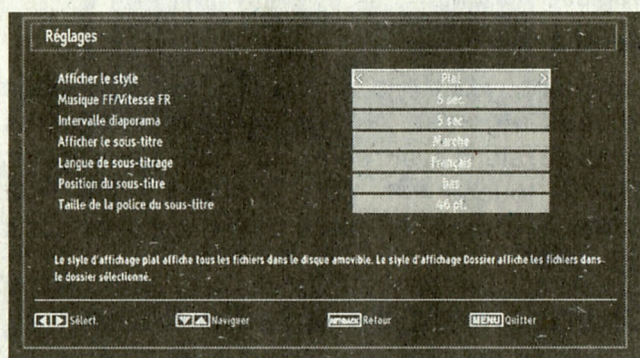 Réglages
Afficher le style < Plat >
Musique FF/Vitesse FR 5 sec.
Intervalle diaporama 5 sec
Afficher le sous-titre Marche
Langue de sous-titrage Français
Position du sous-titre bas
Taille de la police du sous-titre 46 pt.
Le style d'affichage plat affiche tous les fichiers dans le disque amovible. Le style d'affichage Dossier affiche les fichiers dans
le dossier sélectionné.
Sélect. Naviguer Retour MENU Quitter